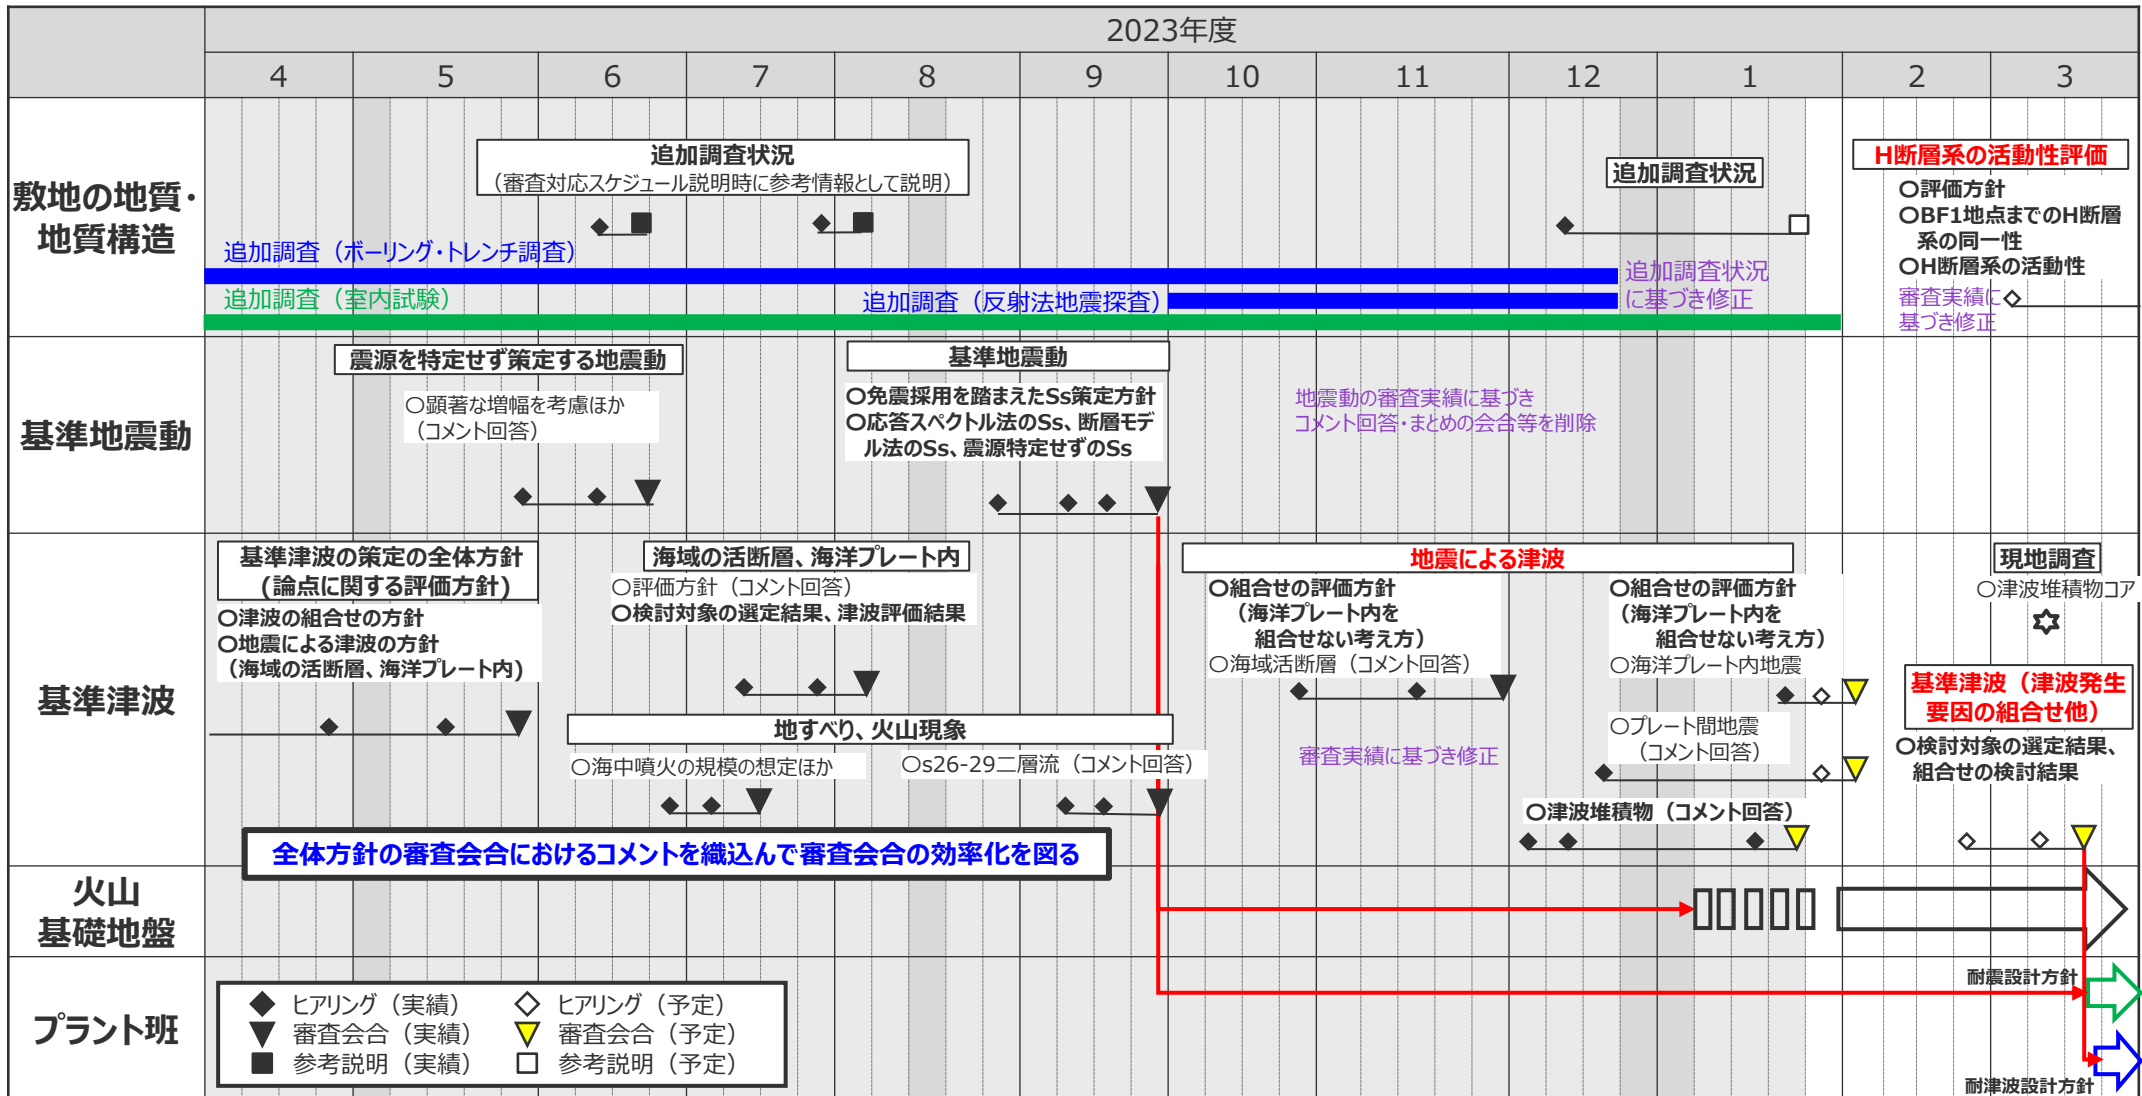 2023年度
4
5
6
7
8
9
10
11
12
1
2
3
敷地の地質・
地質構造
追加調査状況
（審査対応スケジュール説明時に参考情報として説明）
追加調査状況
H断層系の活動性評価
〇評価方針
〇BF1地点までのH断層
系の同一性
〇H断層系の活動性
審査実績に
基づき修正
追加調査（ボーリング・トレンチ調査）
追加調査（室内試験）
追加調査（反射法地震探査）
追加調査状況
に基づき修正
基準地震動
震源を特定せず策定する地震動
〇顕著な増幅を考慮ほか
（コメント回答）
基準地震動
〇免震採用を踏まえたSs策定方針
〇応答スペクトル法のSs、断層モデ
ル法のSs、震源特定せずのSs
地震動の審査実績に基づき
コメント回答・まとめの会合等を削除
基準津波
基準津波の策定の全体方針
(論点に関する評価方針)
〇津波の組合せの方針
〇地震による津波の方針
（海域の活断層、海洋プレート内)
海域の活断層、海洋プレート内
〇評価方針（コメント回答）
〇検討対象の選定結果、津波評価結果
地すべり、火山現象
〇海中噴火の規模の想定ほか
〇s26-29二層流（コメント回答）
地震による津波
〇組合せの評価方針
（海洋プレート内を
組合せない考え方）
〇海域活断層（コメント回答）
審査実績に基づき修正
〇組合せの評価方針
（海洋プレート内を
組合せない考え方）
〇海洋プレート内地震
〇プレート間地震
（コメント回答）
〇津波堆積物（コメント回答）
現地調査
〇津波堆積物コア
基準津波（津波発生
要因の組合せ他）
〇検討対象の選定結果、
組合せの検討結果
全体方針の審査会合におけるコメントを織込んで審査会合の効率化を図る
火山
基礎地盤
プラント班
ヒアリング（実績）
ヒアリング（予定）
審査会合（実績）
審査会合（予定）
参考説明（実績）
参考説明（予定）
耐震設計方針
耐津波設計方針